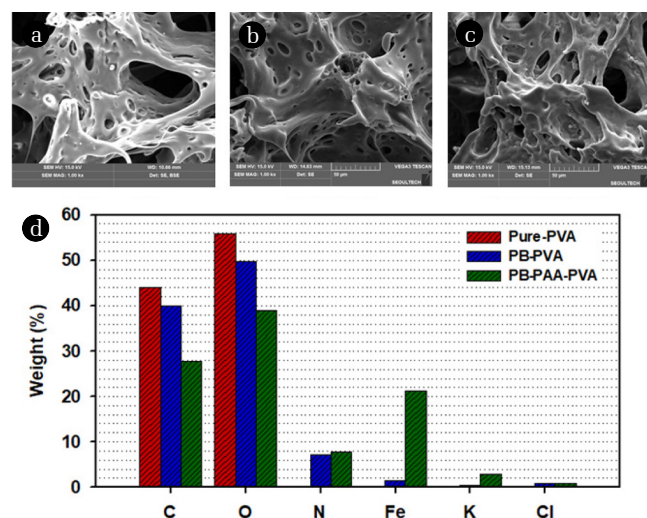 a
b
c
SEM HV: 15.0 kV
WD: 10.66 mm
SEM MAG: 1.00 kx
Det: SE, BSE
SEM HV: 15.0 kV
WD: 14.03 mm
VEGA3 TESCAN
SEM MAG: 1.00 kx
Det: SE
50 µm
SEOULTECH
SEM HV: 15.0 kV
WD: 15.13 mm
VEGA3 TESCAN
SEM MAG: 1.00 kx
Det: SE
50 µm
SEOULTECH
d
60
50
40
30
20
10
0
Weight (%)
Pure-PVA
PB-PVA
PB-PAA-PVA
C O N Fe K Cl